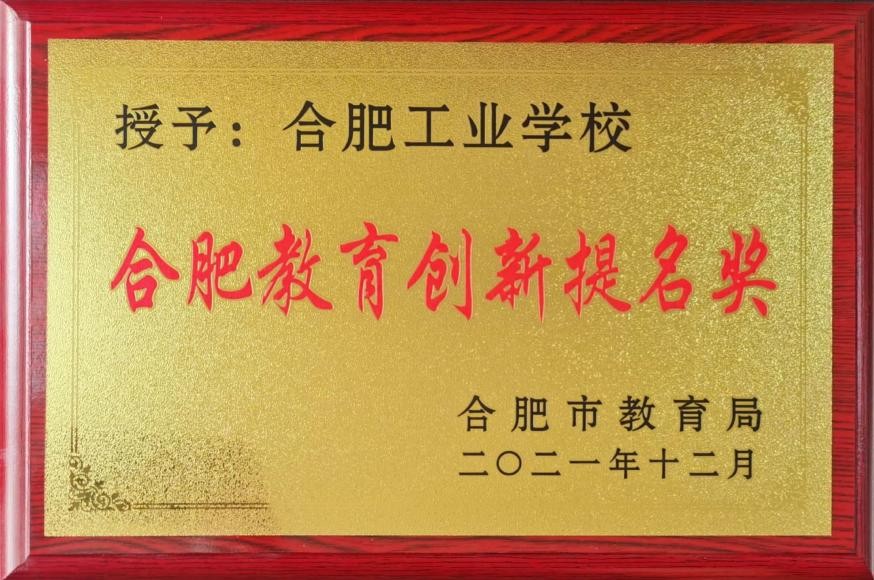 授予：合肥工业学校
合肥教育创新提名奖
合肥市教育局
二〇二一年十二月